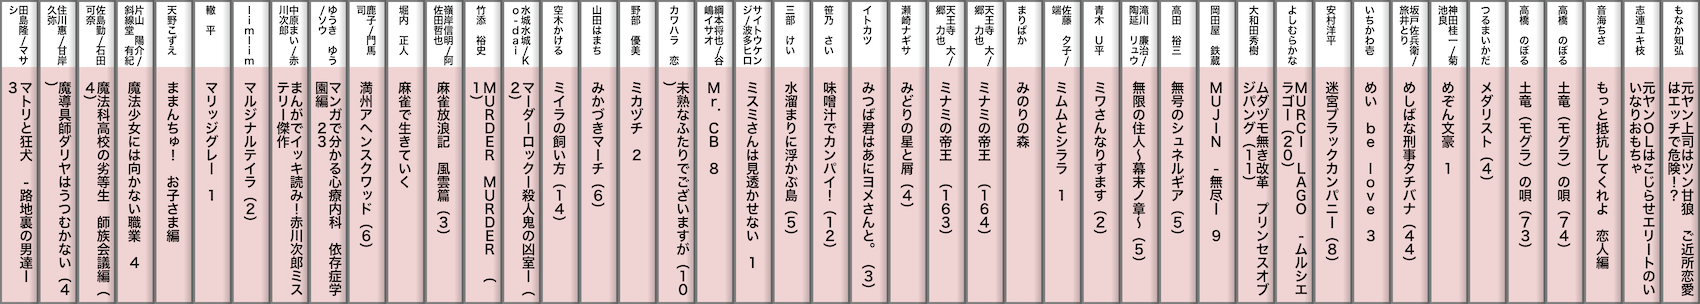 もなか知弘
元ヤン上司はツン甘狼　ご近所恋愛
はエッチで危険！？
志連ユキ枝
元ヤンＯＬはこじらせエリートのい
いなりおもちゃ
音海ちさ
もっと抵抗してくれよ　恋人編
高橋　のぼる
土竜（モグラ）の唄（７４）
高橋　のぼる
土竜（モグラ）の唄（７３）
つるまいかだ
メダリスト（４）
神田桂一/菊
池良
めぞん文豪　１
坂戸佐兵衛/
旅井とり
めしばな刑事タチバナ（４４）
いちかわ壱
めい　ｂｅ　ｌｏｖｅ　３
安村洋平
迷宮ブラックカンパニー（８）
よしむらかな
ＭＵＲＣＩＥＬＡＧＯ　-ムルシエ
ラゴー（２０）
大和田秀樹
ムダヅモ無き改革　プリンセスオブ
ジパング（１１）
岡田屋　鉄蔵
ＭＵＪＩＮ　-無尽ー　９
高田　裕三
無号のシュネルギア（５）
滝川　廉治/
陶延　リュウ
無限の住人〜幕末ノ章〜（５）
青木　Ｕ平
ミワさんなりすます（２）
佐藤　夕子/
端
ミムムとシララ　１
まりぱか
みのりの森
天王寺　大/
郷　力也
ミナミの帝王　（１６４）
天王寺　大/
郷　力也
ミナミの帝王　（１６３）
瀬崎ナギサ
みどりの星と屑（４）
イトカツ
みつば君はあにヨメさんと。（３）
笹乃　さい
味噌汁でカンパイ！（１２）
三部　けい
水溜まりに浮かぶ島（５）
サイトウケン
ジ/波多ヒロ
ミスミさんは見透かせない　１
綱本将也/谷
嶋イサオ
Ｍｒ．ＣＢ　８
カワハラ　恋
未熟なふたりでございますが（１０
）
野部　優美
ミカヅチ　２
山田はまち
みかづきマーチ（６）
空木かける
ミイラの飼い方（１４）
水城水城/Ｋ
ｏ-ｄａｉ
マーダーロックー殺人鬼の凶室ー（
２）
竹添　裕史
ＭＵＲＤＥＲ　ＭＵＲＤＥＲ　（
１）
嶺岸信明/阿
佐田哲也
麻雀放浪記　風雲篇（３）
堀内　正人
麻雀で生きていく
鹿子/門馬
司
満州アヘンスクワッド（６）
ゆうき　ゆう
/ソウ
マンガで分かる心療内科　依存症学
園編　２３
中原まい/赤
川次郎
まんがでイッキ読み！赤川次郎ミス
テリー傑作
ｌｉｍｌｉｍ
マルジナルテイラ（２）
轍　平
マリッジグレー　１
天野こずえ
ままんちゅ！　お子さま編
片山　陽介/
斜線堂　有紀
魔法少女には向かない職業　４
佐島勤/石田
可奈
魔法科高校の劣等生　師族会議編（
４）
住川惠/甘岸
久弥
魔導具師ダリヤはうつむかない（４
）
田島隆/マサ
シ
マトリと狂犬　-路地裏の男達ー
３